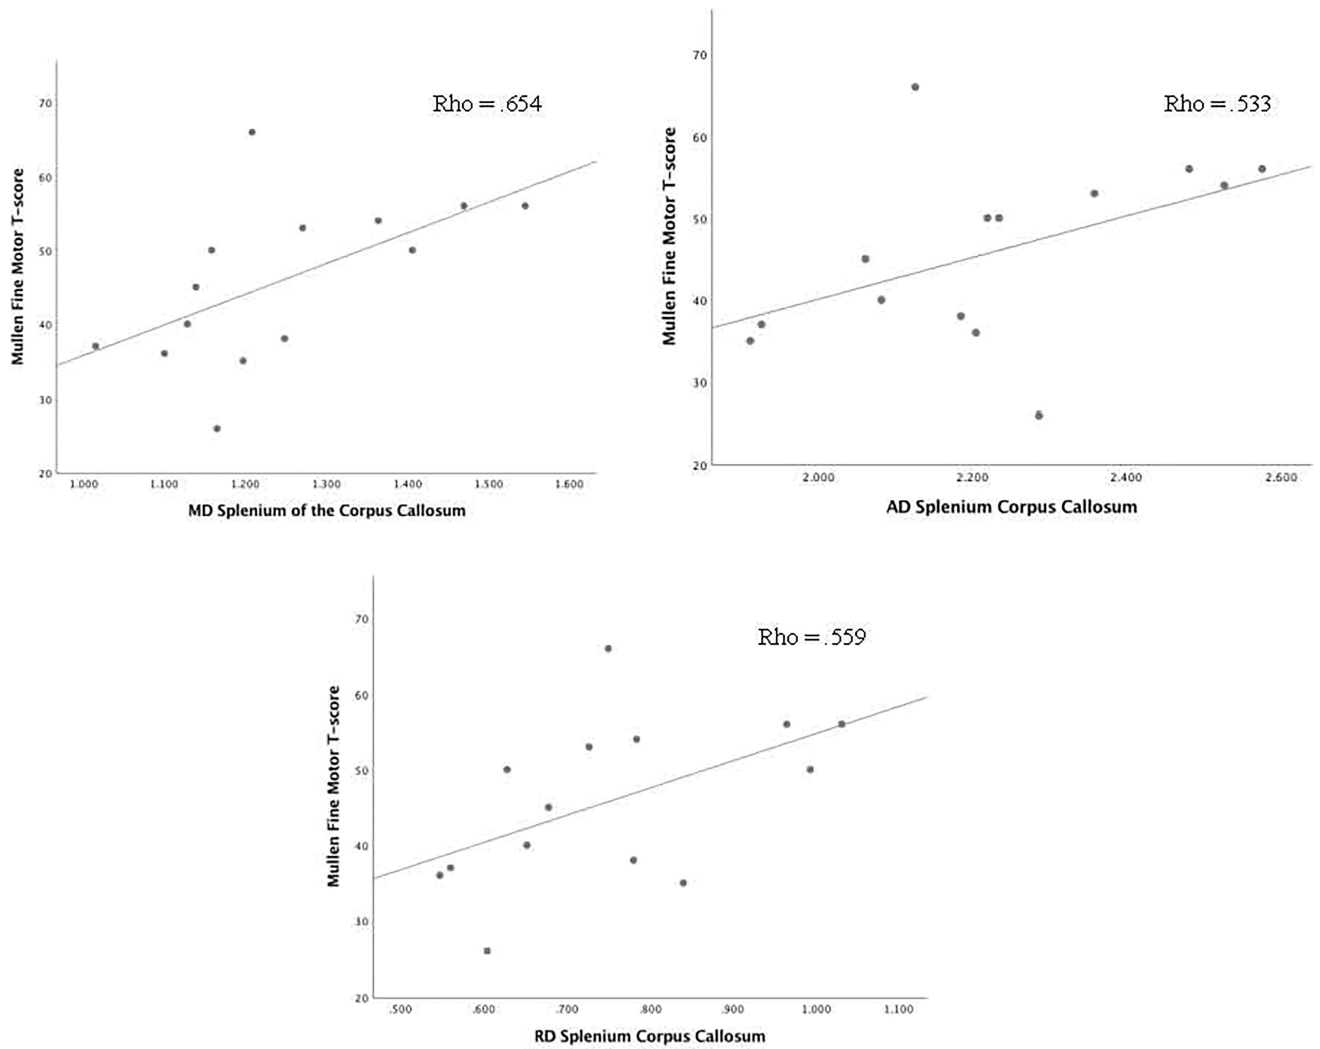 Rho = .654
Mullen Fine Motor T-score
70
60
50
40
30
20
1.000 1.100 1.200 1.300 1.400 1.500 1.600
MD Splenium of the Corpus Callosum
Rho = .533
Mullen Fine Motor T-score
70
60
50
40
30
20
2.000 2.200 2.400 2.600
AD Splenium Corpus Callosum
Rho = .559
Mullen Fine Motor T-score
70
60
50
40
30
20
.500 .600 .700 .800 .900 1.000 1.100
RD Splenium Corpus Callosum